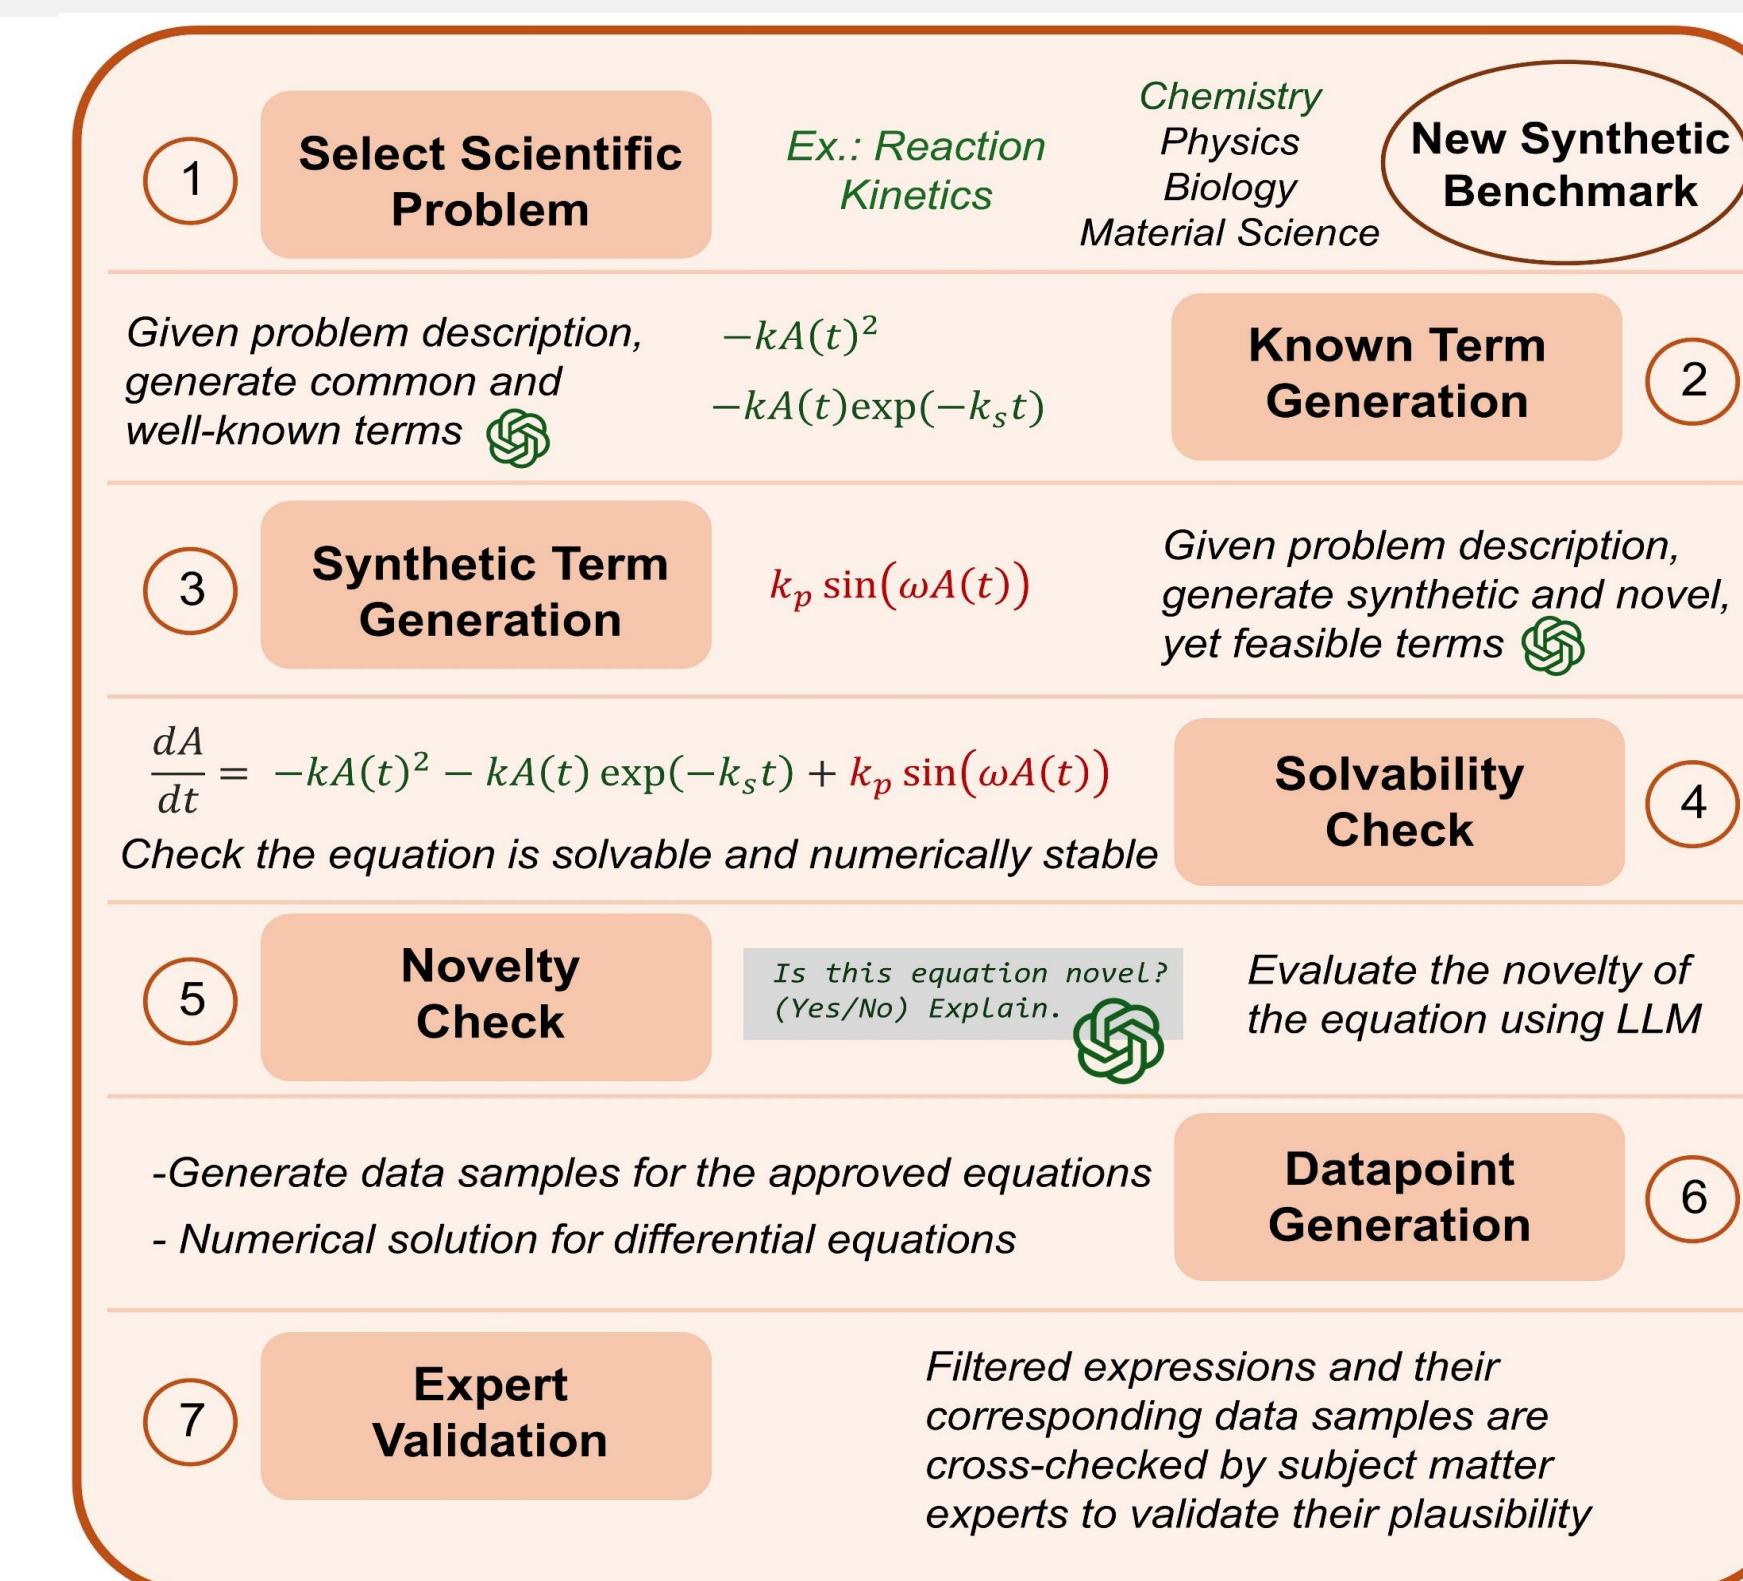 1
Select Scientific
Problem
Ex.: Reaction
Kinetics
Chemistry
Physics
Biology
Material Science
New Synthetic
Benchmark
Given problem description,
generate common and
well-known terms
−kA(t)²
−kA(t)exp(−kₛt)
Known Term
Generation
2
3
Synthetic Term
Generation
kₚ sin(ωA(t))
Given problem description,
generate synthetic and novel,
yet feasible terms
dA/dt = −kA(t)² − kA(t) exp(−kₛt) + kₚ sin(ωA(t))
Check the equation is solvable and numerically stable
Solvability
Check
4
5
Novelty
Check
Is this equation novel?
(Yes/No) Explain.
Evaluate the novelty of
the equation using LLM
-Generate data samples for the approved equations
- Numerical solution for differential equations
Datapoint
Generation
6
7
Expert
Validation
Filtered expressions and their
corresponding data samples are
cross-checked by subject matter
experts to validate their plausibility